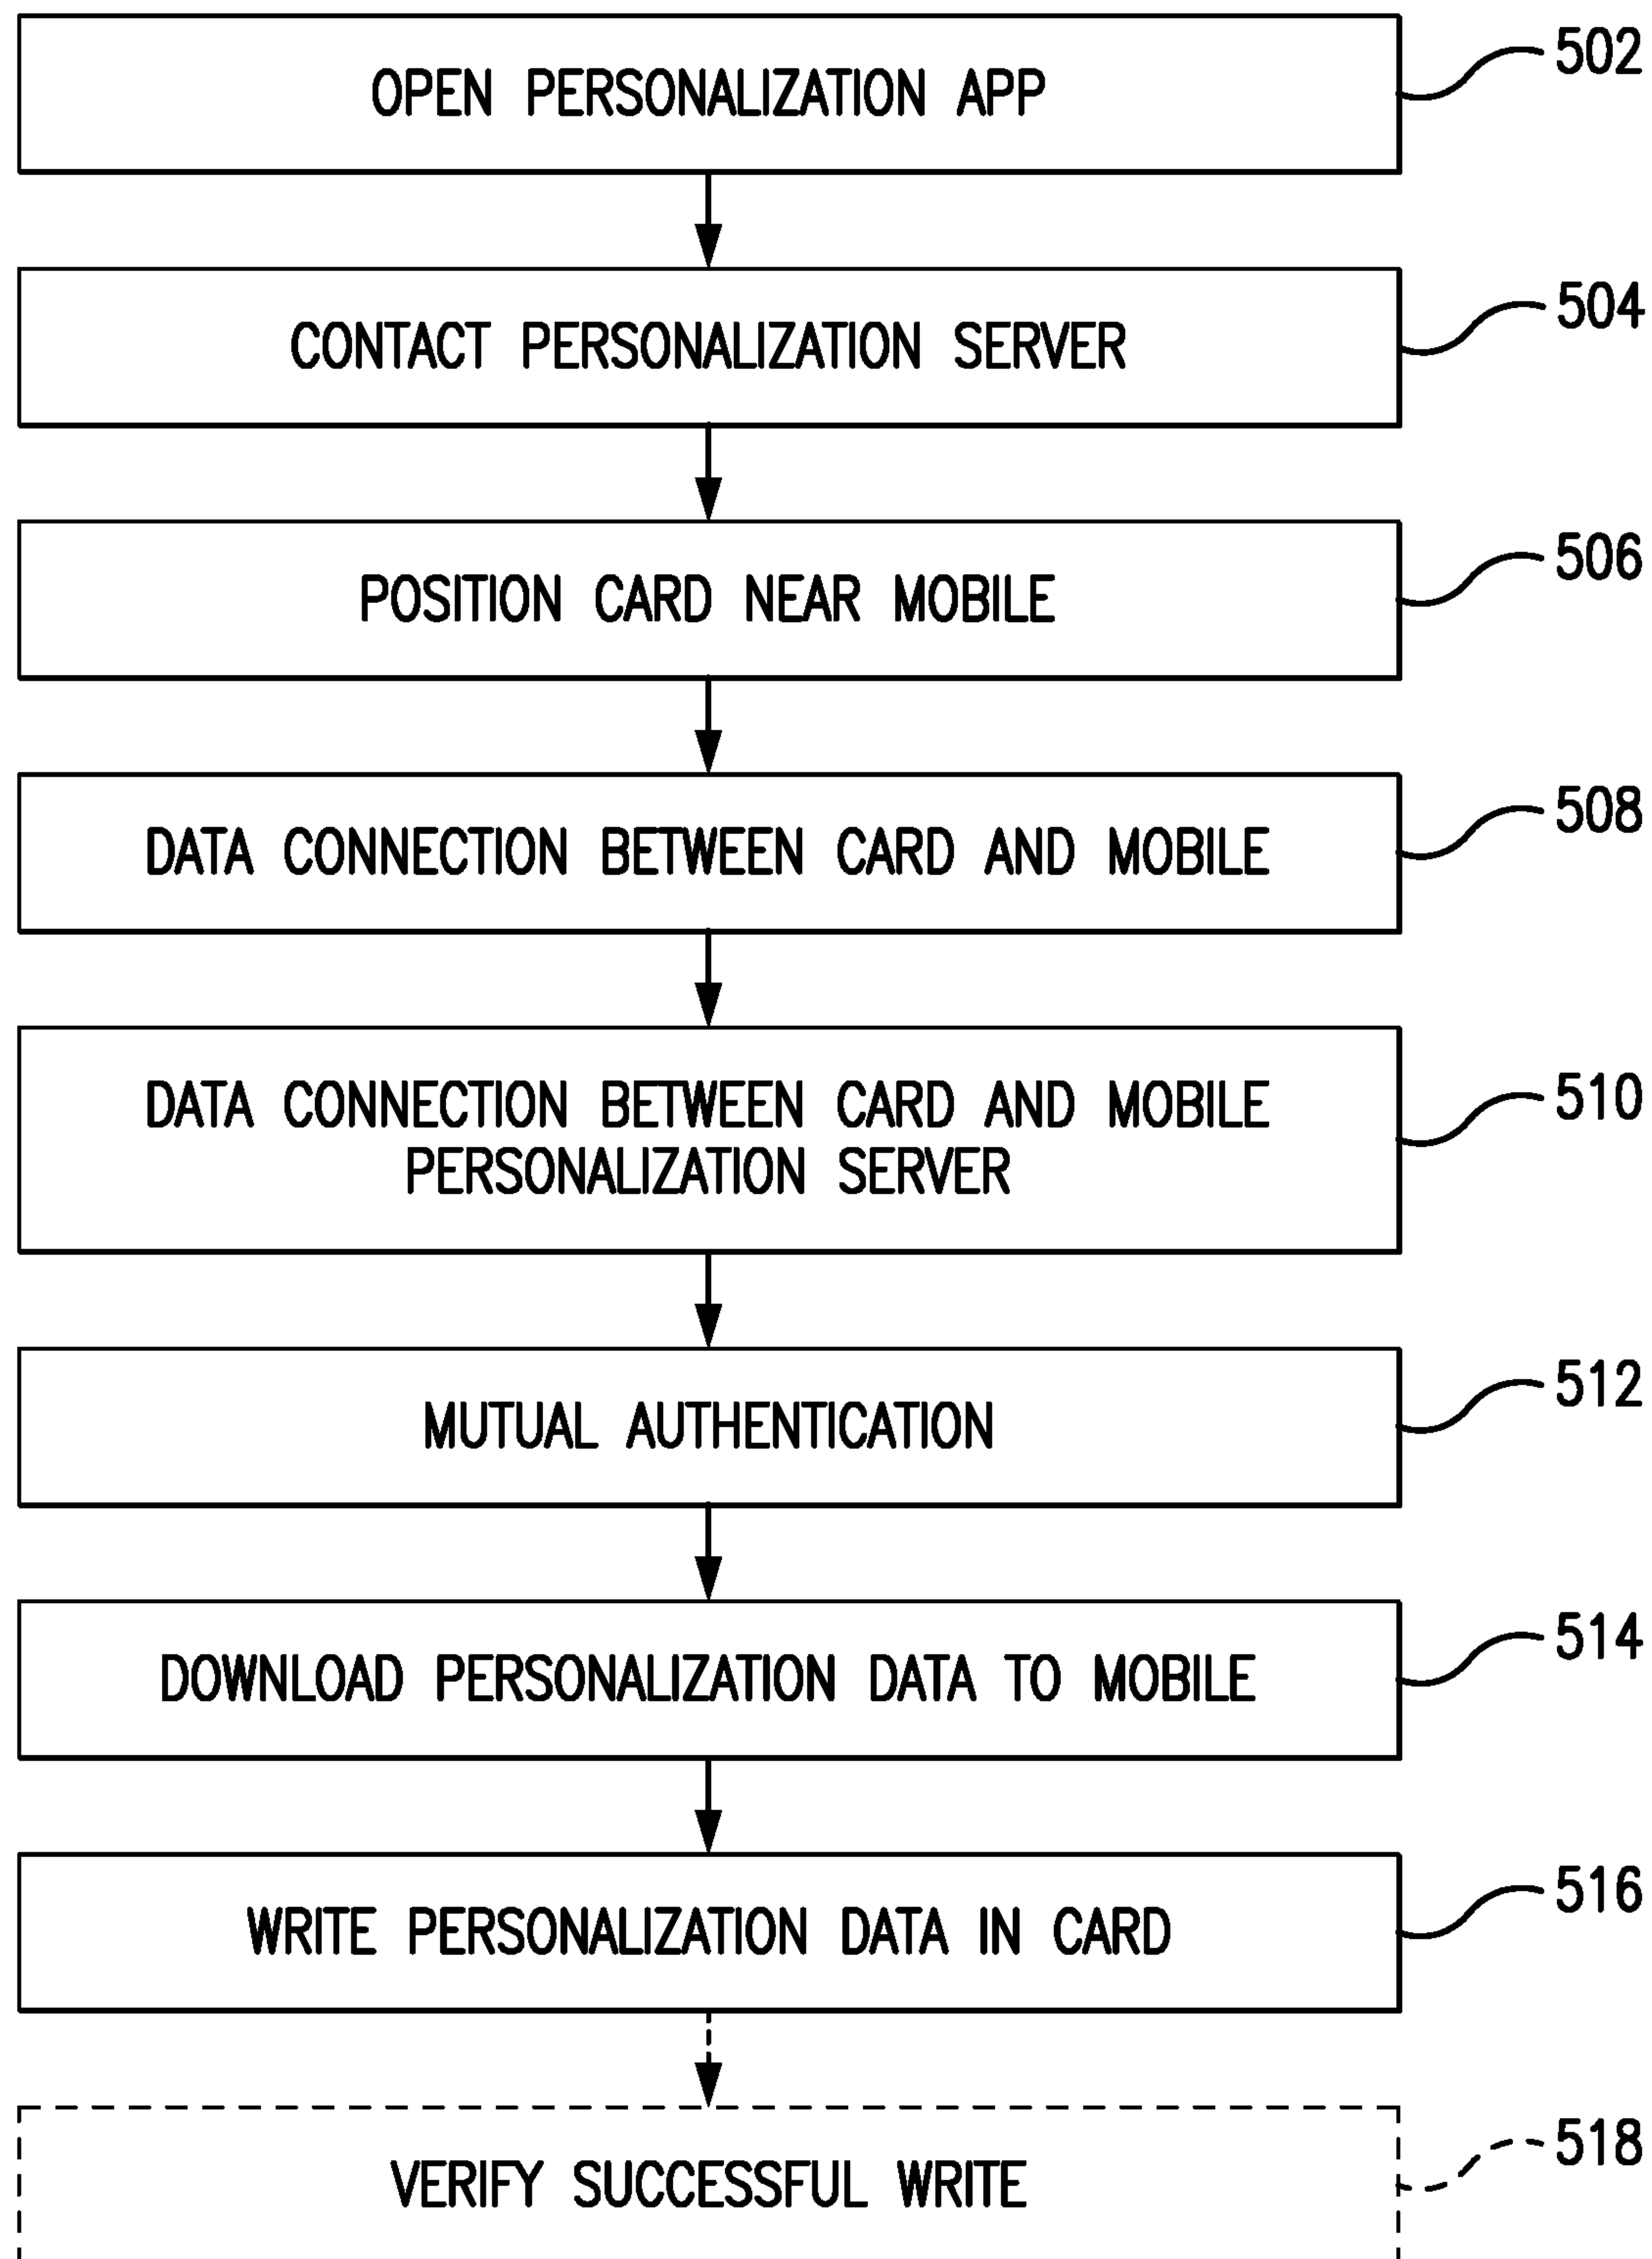 OPEN PERSONALIZATION APP
502
CONTACT PERSONALIZATION SERVER
504
POSITION CARD NEAR MOBILE
506
DATA CONNECTION BETWEEN CARD AND MOBILE
508
DATA CONNECTION BETWEEN CARD AND MOBILE
PERSONALIZATION SERVER
510
MUTUAL AUTHENTICATION
512
DOWNLOAD PERSONALIZATION DATA TO MOBILE
514
WRITE PERSONALIZATION DATA IN CARD
516
VERIFY SUCCESSFUL WRITE
518